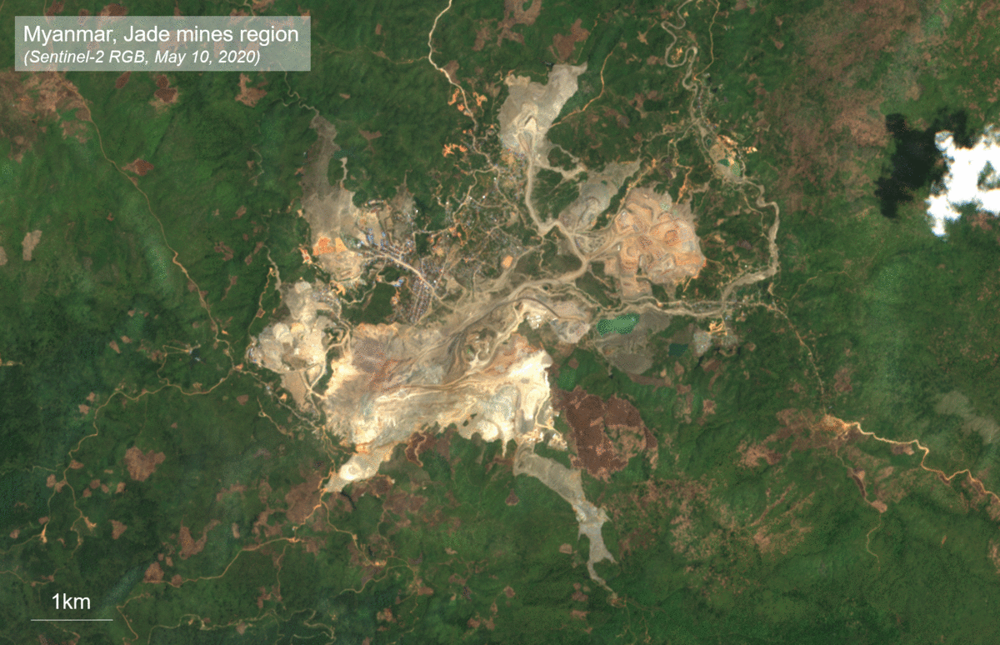 Myanmar, Jade mines region
(Sentinel-2 RGB, May 10, 2020)
1km